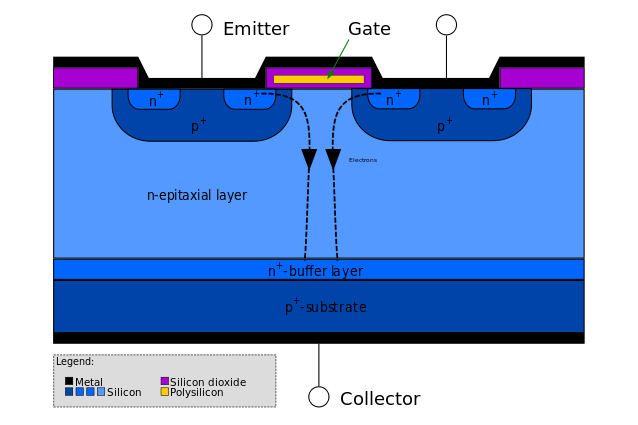 Emitter
Gate
n+
n+
n+
n+
p+
p+
Electrons
n-epitaxial layer
n+-buffer layer
p+-substrate
Legend:
Metal
Silicon dioxide
Silicon
Polysilicon
Collector